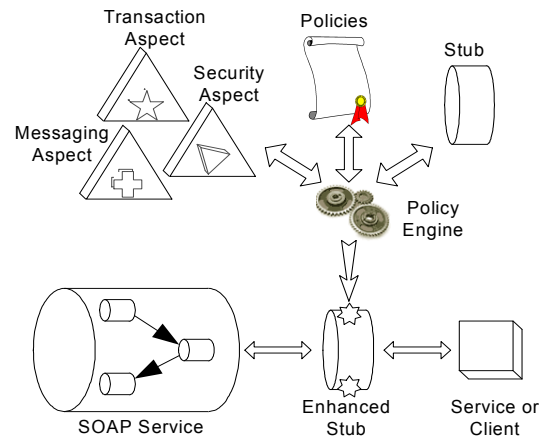 Transaction
Aspect
Policies
Stub
Security
Aspect
Messaging
Aspect
Policy
Engine
SOAP Service
Enhanced
Stub
Service or
Client